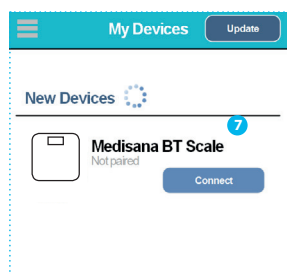 My Devices Update
New Devices
7
Medisana BT Scale
Not paired
Connect